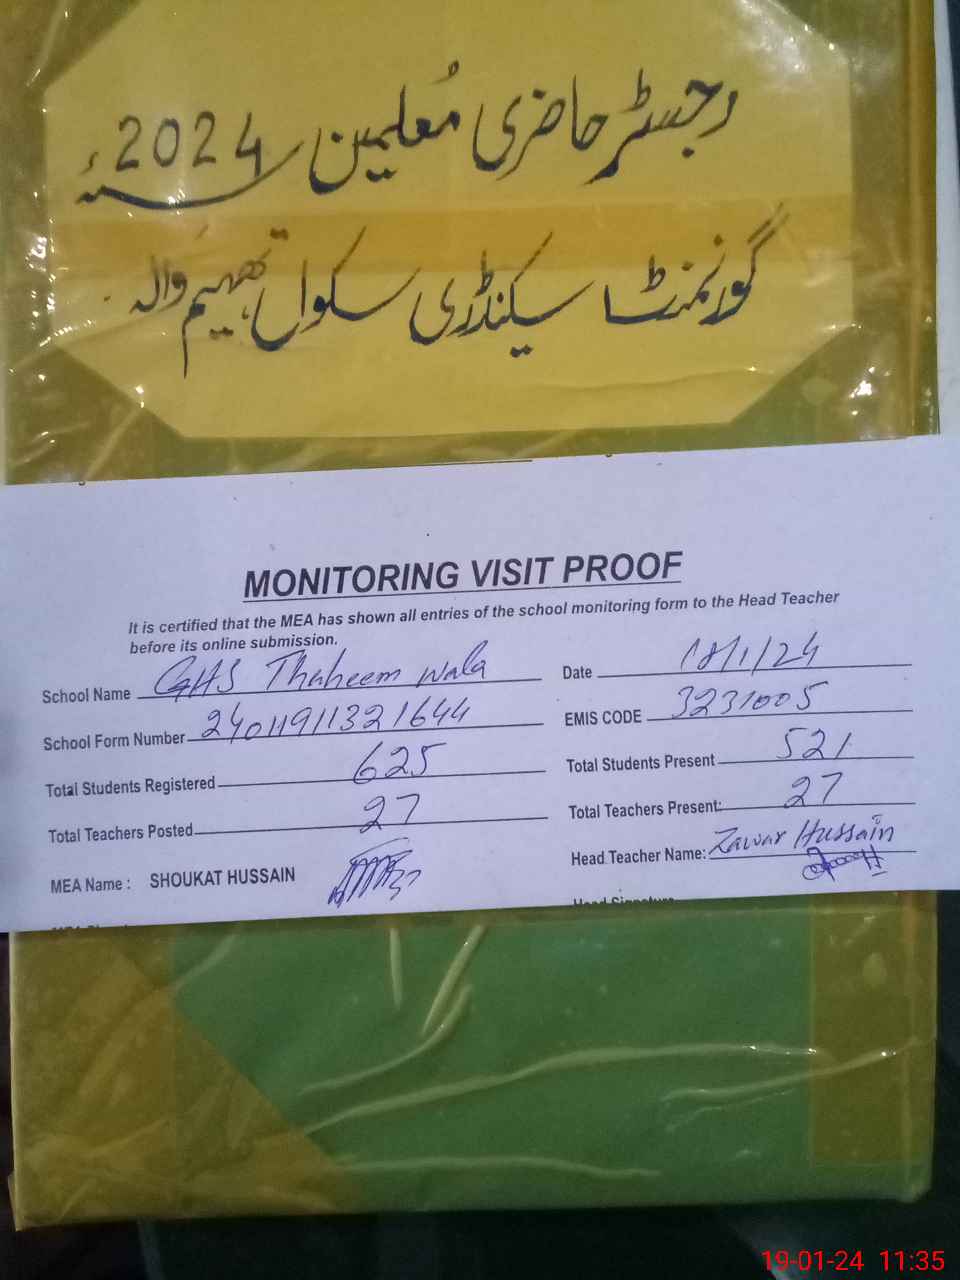 رجسٹر حاضری مُعلمین سنہ 2024ء
گورنمنٹ سکینڈری سکول، تھہیم والہ
MONITORING VISIT PROOF
It is certified that the MEA has shown all entries of the school monitoring form to the Head Teacher
before its online submission.
School Name GHS Thaheem wala Date 18/1/24
School Form Number 24011911321644 EMIS CODE 3231005
Total Students Registered 625 Total Students Present 521
Total Teachers Posted 27 Total Teachers Present: 27
MEA Name : SHOUKAT HUSSAIN Head Teacher Name: Zawar Hussain
19-01-24 11:35